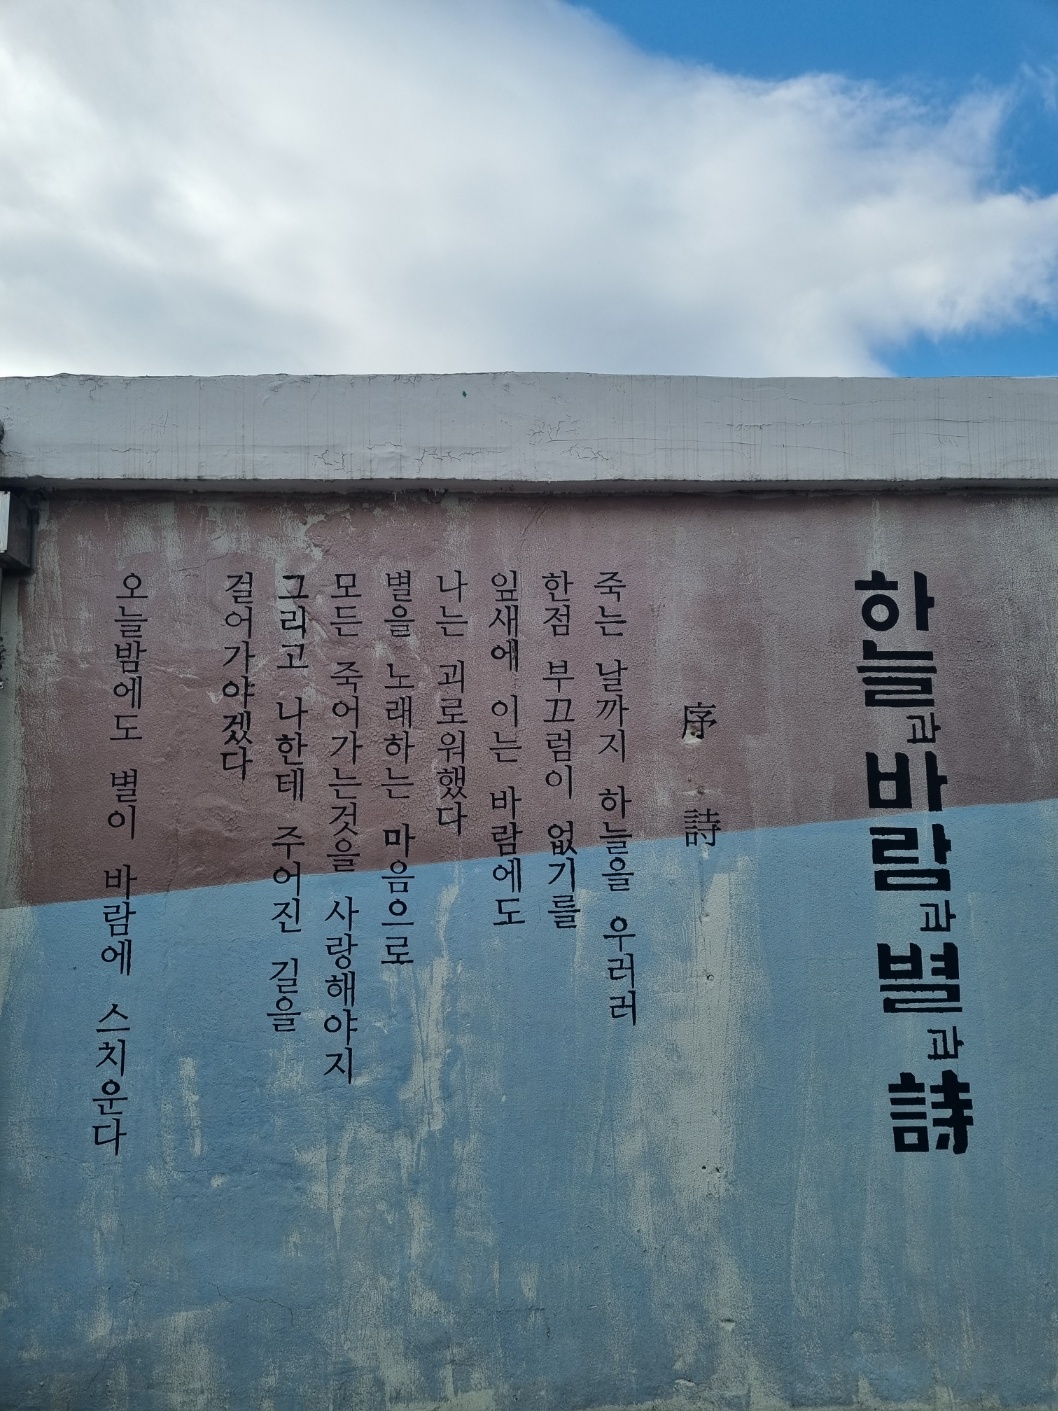 하늘과 바람과 별과 詩
序 詩
죽는 날까지 하늘을 우러러
한점 부끄럼이 없기를
잎새에 이는 바람에도
나는 괴로워했다
별을 노래하는 마음으로
모든 죽어가는것을 사랑해야지
그리고 나한테 주어진 길을
걸어가야겠다
오늘밤에도 별이 바람에 스치운다